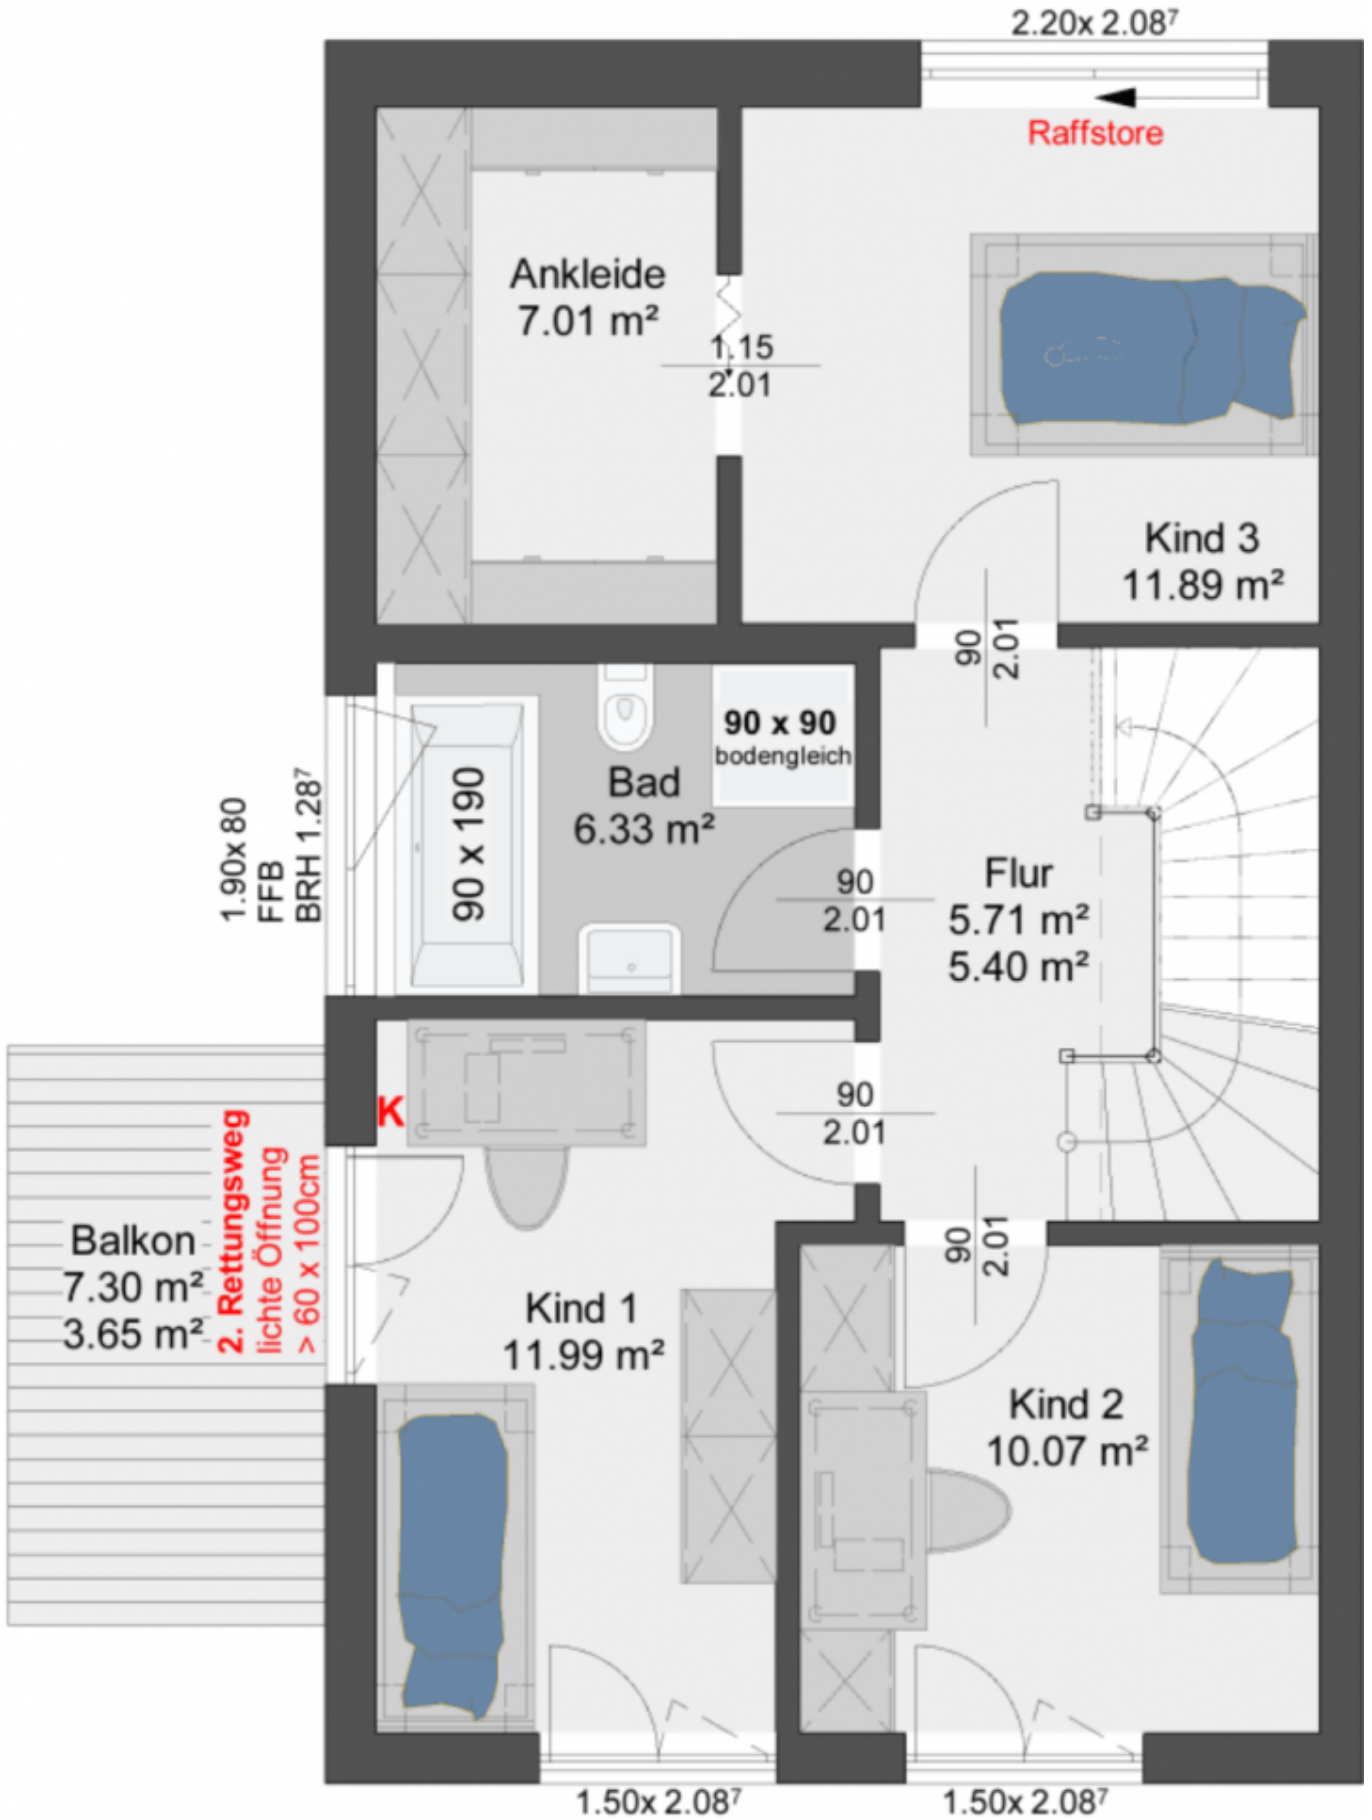 2.20x 2.08⁷
Raffstore
Ankleide
7.01 m²
1.15
2.01
Kind 3
11.89 m²
90
2.01
90 x 90
bodengleich
Bad
6.33 m²
90 x 190
1.90x 80
FFB
BRH 1.28⁷
90
2.01
Flur
5.71 m²
5.40 m²
K
90
2.01
90
2.01
Balkon
7.30 m²
3.65 m²
2. Rettungsweg
lichte Öffnung
> 60 x 100cm
Kind 1
11.99 m²
Kind 2
10.07 m²
1.50x 2.08⁷
1.50x 2.08⁷